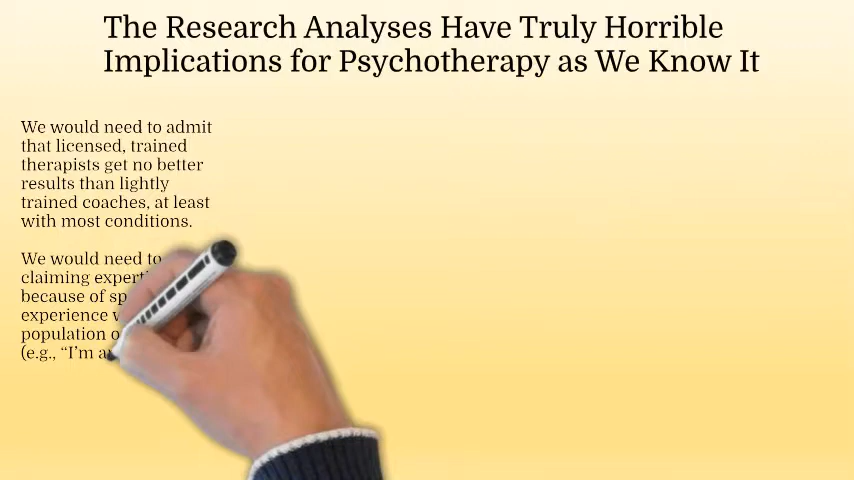 The Research Analyses Have Truly Horrible
Implications for Psychotherapy as We Know It
We would need to admit
that licensed, trained
therapists get no better
results than lightly
trained coaches, at least
with most conditions.
We would need to
claiming
because of
experience
population
(e.g., “I’m